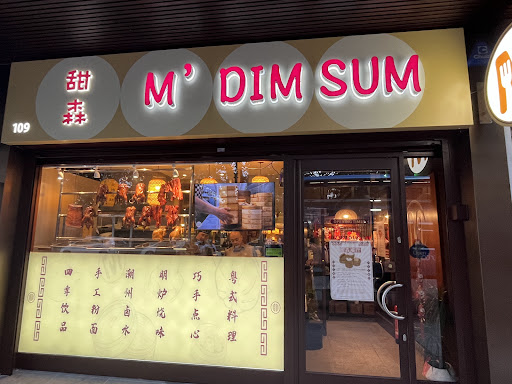 甜
森
M' DIM SUM
109
粤式料理
巧手点心
明炉烧味
潮州卤水
手工粉面
四季饮品